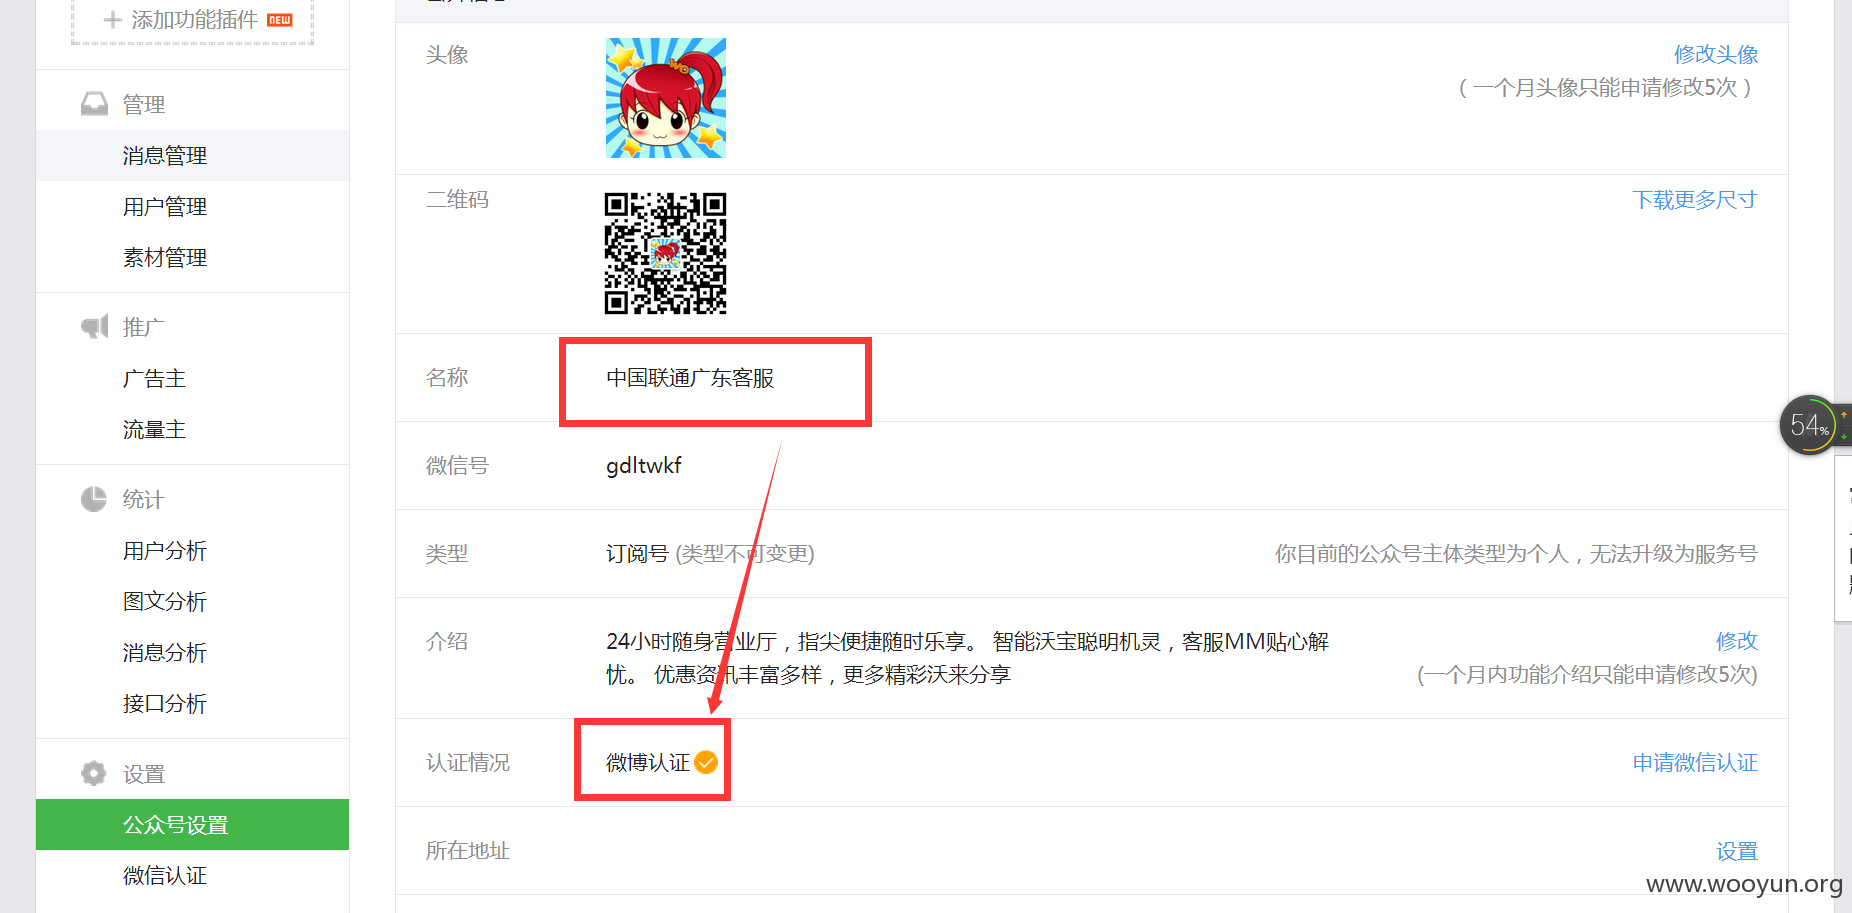 添加功能插件 NEW
管理
消息管理
用户管理
素材管理
推广
广告主
流量主
统计
用户分析
图文分析
消息分析
接口分析
设置
公众号设置
微信认证
头像
修改头像
（一个月头像只能申请修改5次）
二维码
下载更多尺寸
名称
中国联通广东客服
微信号
gdltwkf
类型
订阅号 (类型不可变更)
你目前的公众号主体类型为个人，无法升级为服务号
介绍
24小时随身营业厅，指尖便捷随时乐享。 智能沃宝聪明机灵，客服MM贴心解
忧。 优惠资讯丰富多样，更多精彩沃来分享
修改
(一个月内功能介绍只能申请修改5次)
认证情况
微博认证
申请微信认证
所在地址
设置
54%
www.wooyun.org